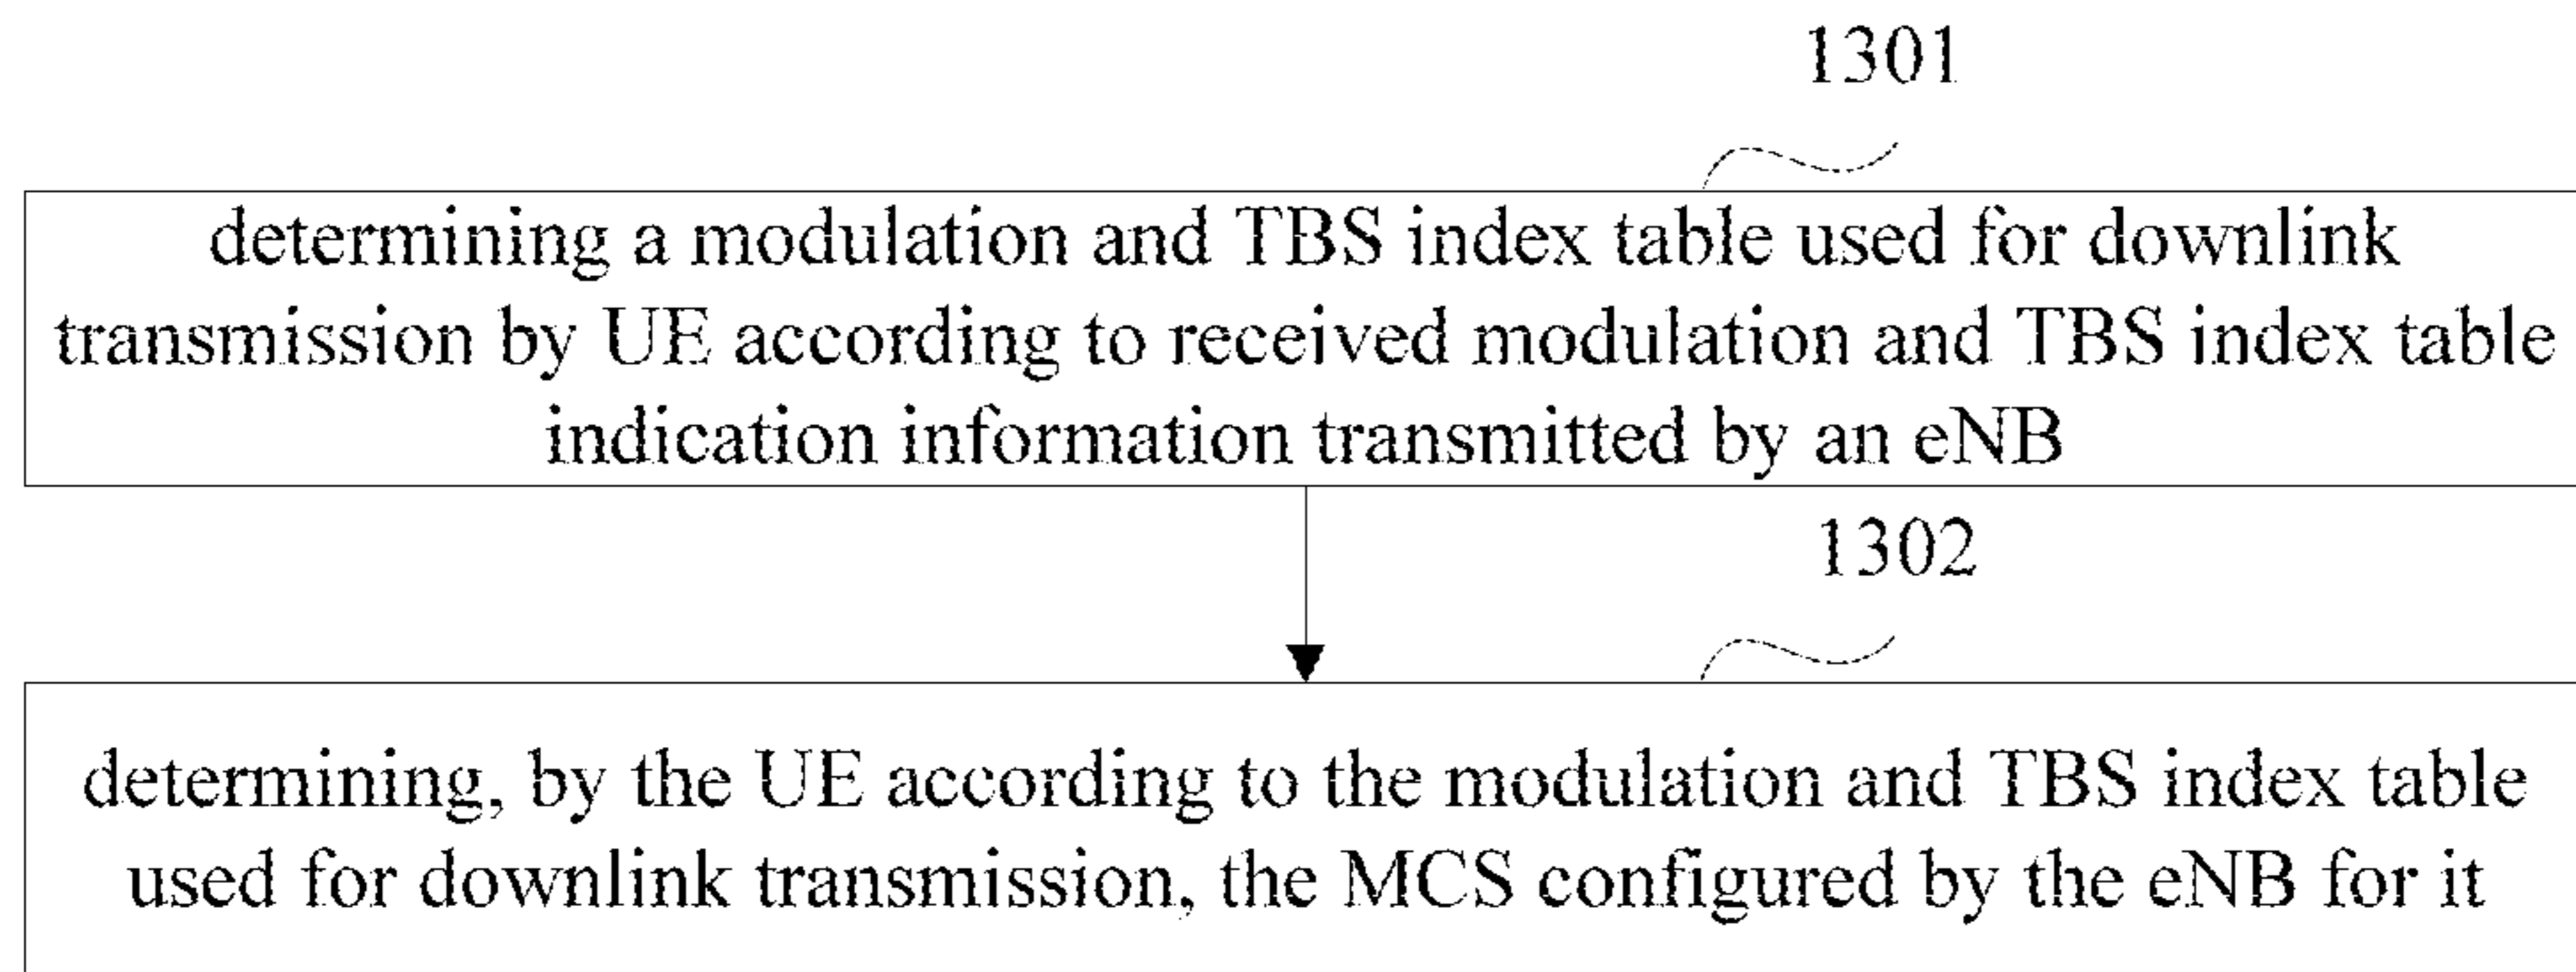 1301
determining a modulation and TBS index table used for downlink
transmission by UE according to received modulation and TBS index table
indication information transmitted by an eNB
1302
determining, by the UE according to the modulation and TBS index table
used for downlink transmission, the MCS configured by the eNB for it